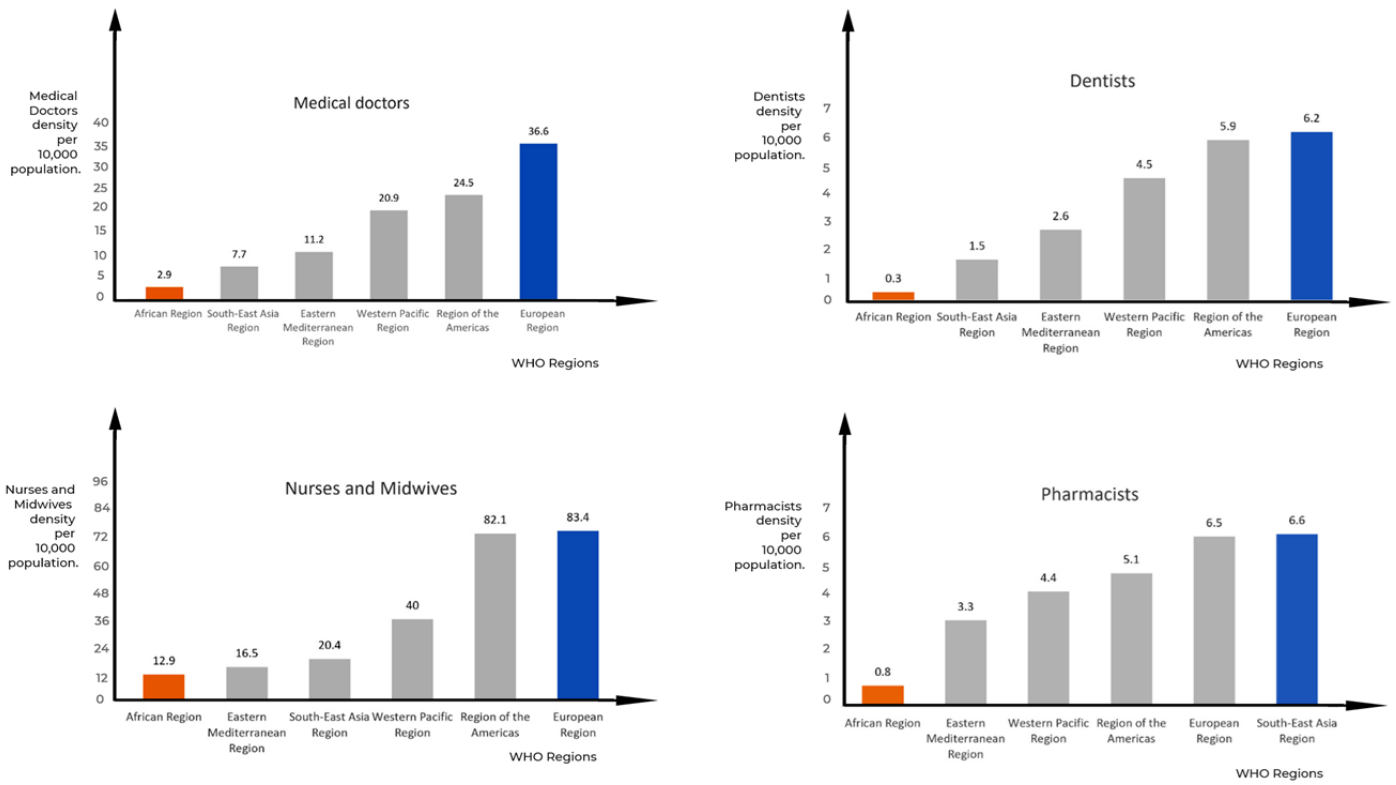 Medical doctors
Medical
Doctors
density
per
10,000
population.
40
35
30
25
20
15
10
5
0
2.9
7.7
11.2
20.9
24.5
36.6
African Region South-East Asia Eastern Western Pacific Region of the European
Region Mediterranean Region Americas Region
Region
WHO Regions
Dentists
Dentists
density
per
10,000
population.
7
6
5
4
3
2
1
0
0.3
1.5
2.6
4.5
5.9
6.2
African Region South-East Asia Eastern Western Pacific Region of the European
Region Mediterranean Region Americas Region
Region
WHO Regions
Nurses and Midwives
Nurses and
Midwives
density
per
10,000
population.
96
84
72
60
48
36
24
12
0
12.9
16.5
20.4
40
82.1
83.4
African Region Eastern South-East Asia Western Pacific Region of the European
Mediterranean Region Region Americas Region
Region
WHO Regions
Pharmacists
Pharmacists
density
per
10,000
population.
7
6
5
4
3
2
1
0
0.8
3.3
4.4
5.1
6.5
6.6
African Region Eastern Western Pacific Region of the European South-East Asia
Mediterranean Region Americas Region Region
Region
WHO Regions